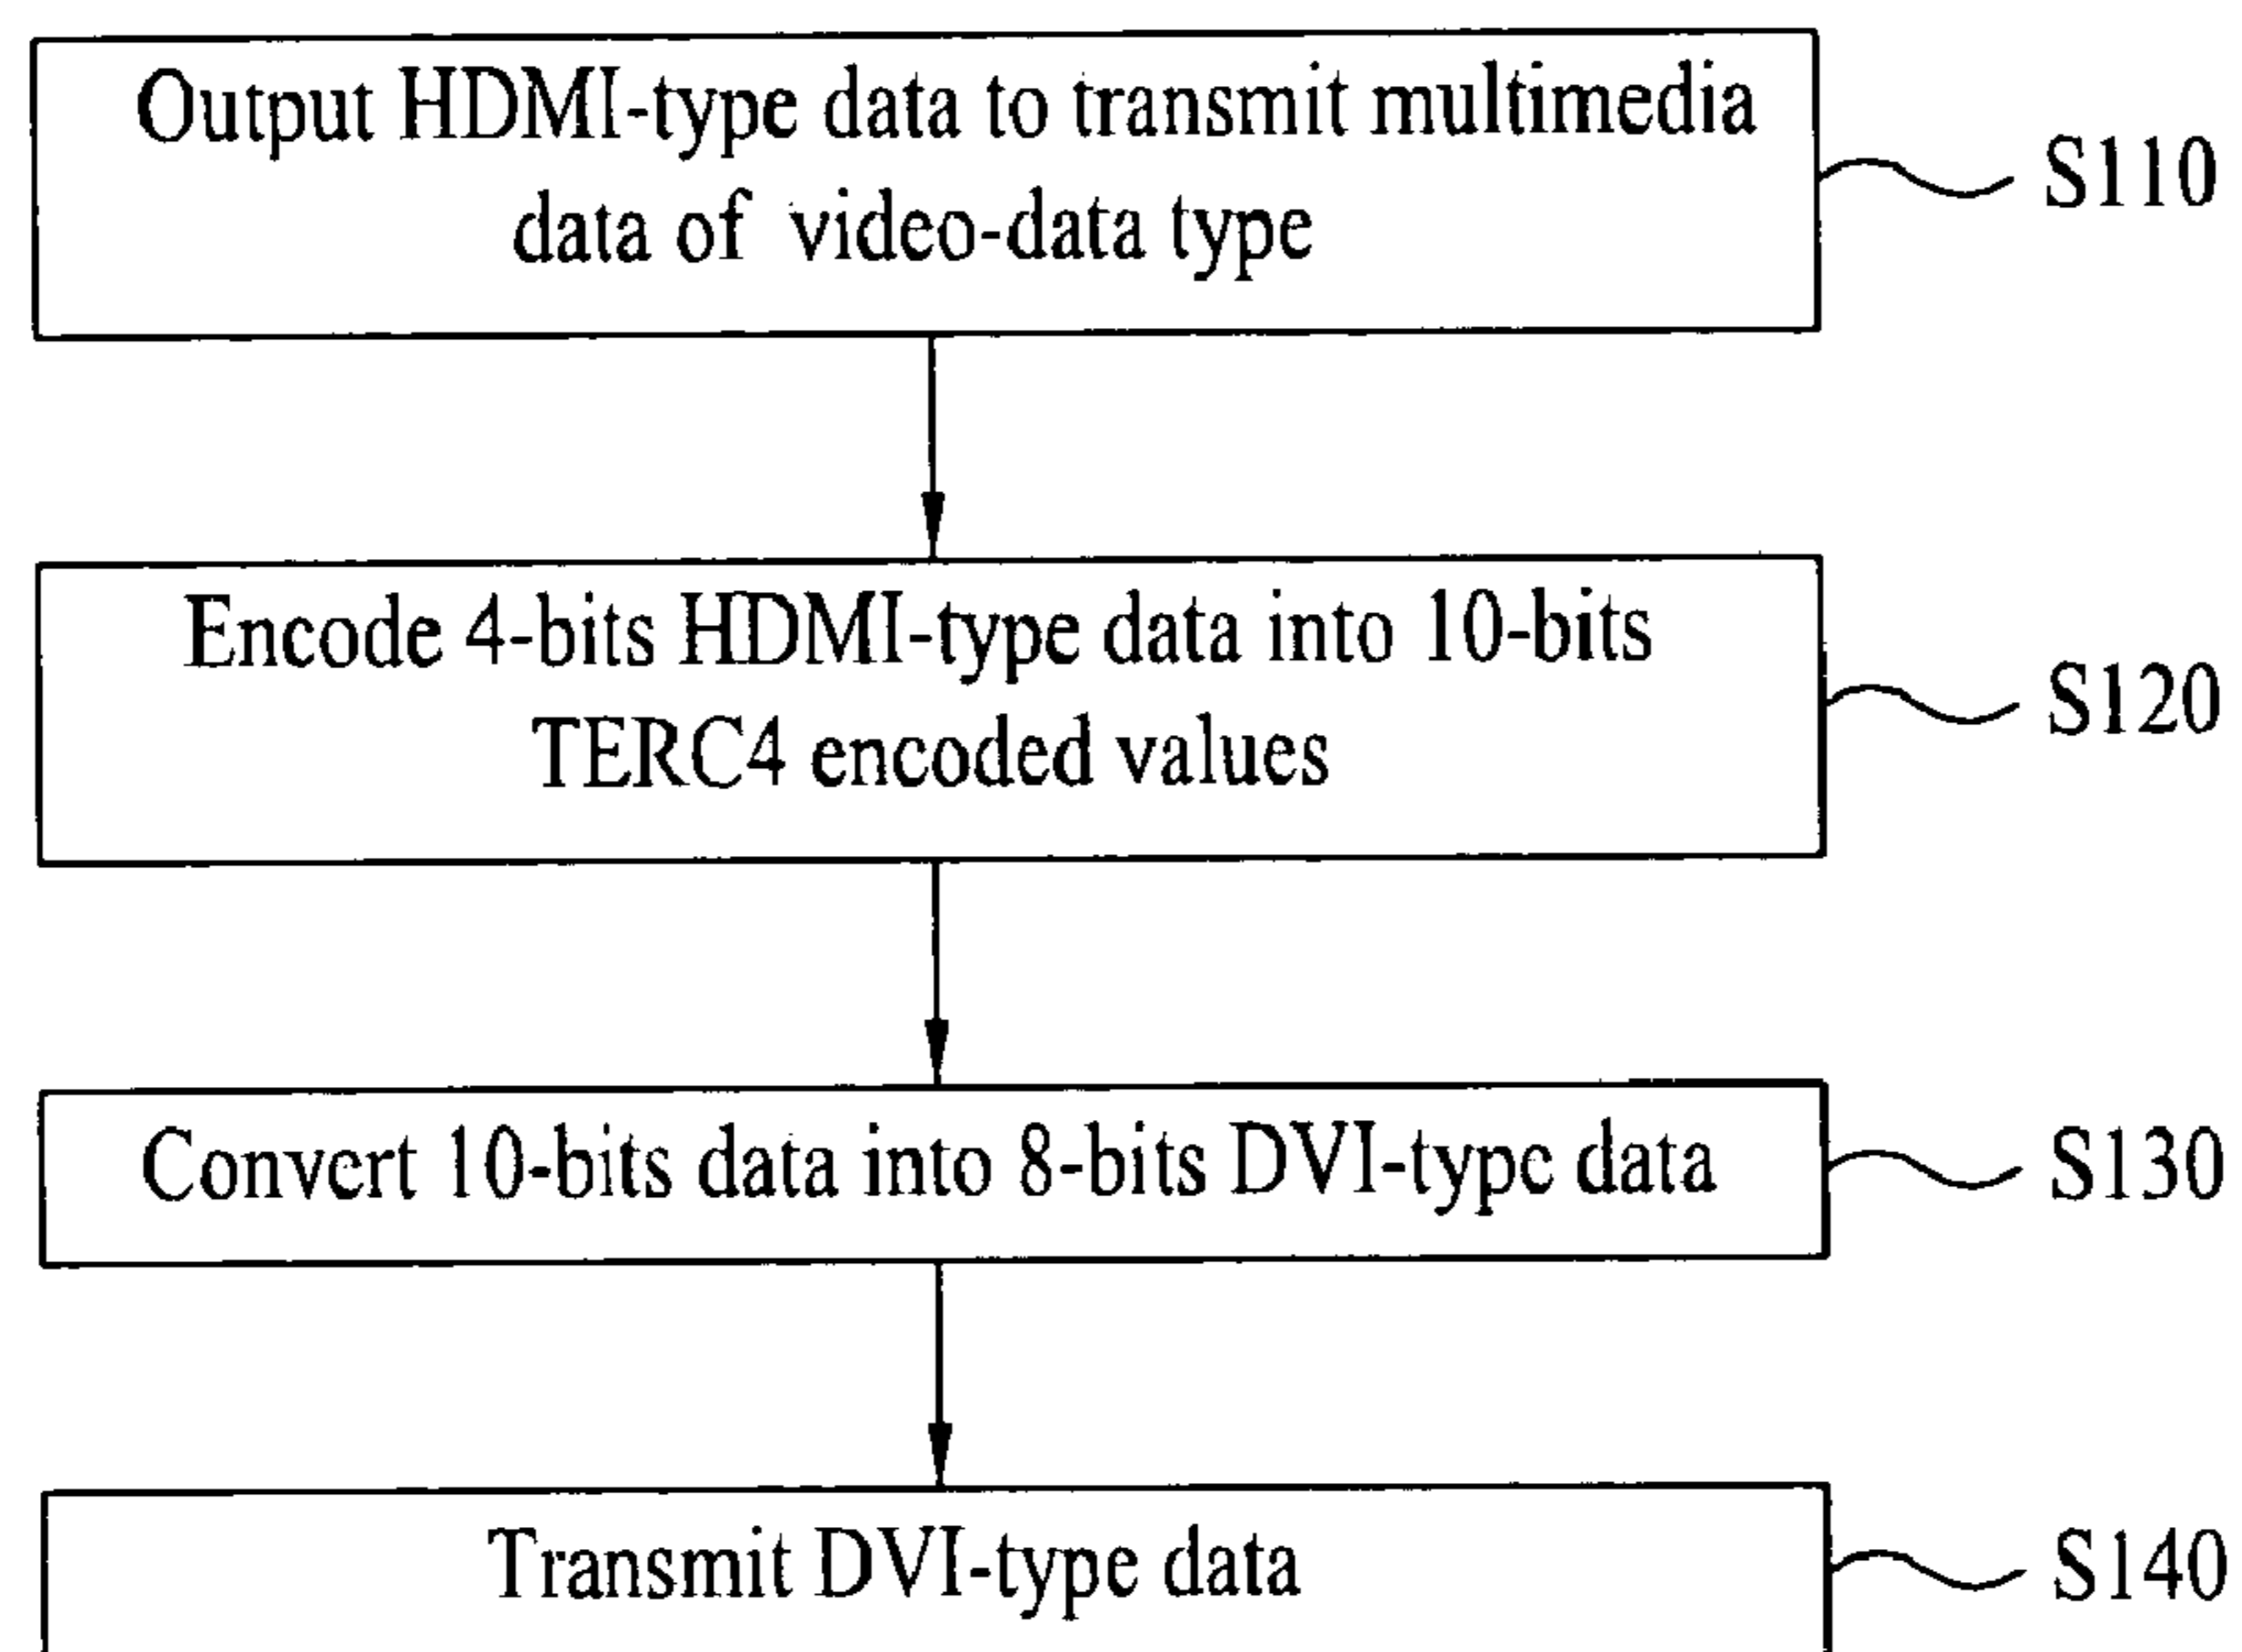 Output HDMI-type data to transmit multimedia
data of video-data type
S110
Encode 4-bits HDMI-type data into 10-bits
TERC4 encoded values
S120
Convert 10-bits data into 8-bits DVI-type data
S130
Transmit DVI-type data
S140